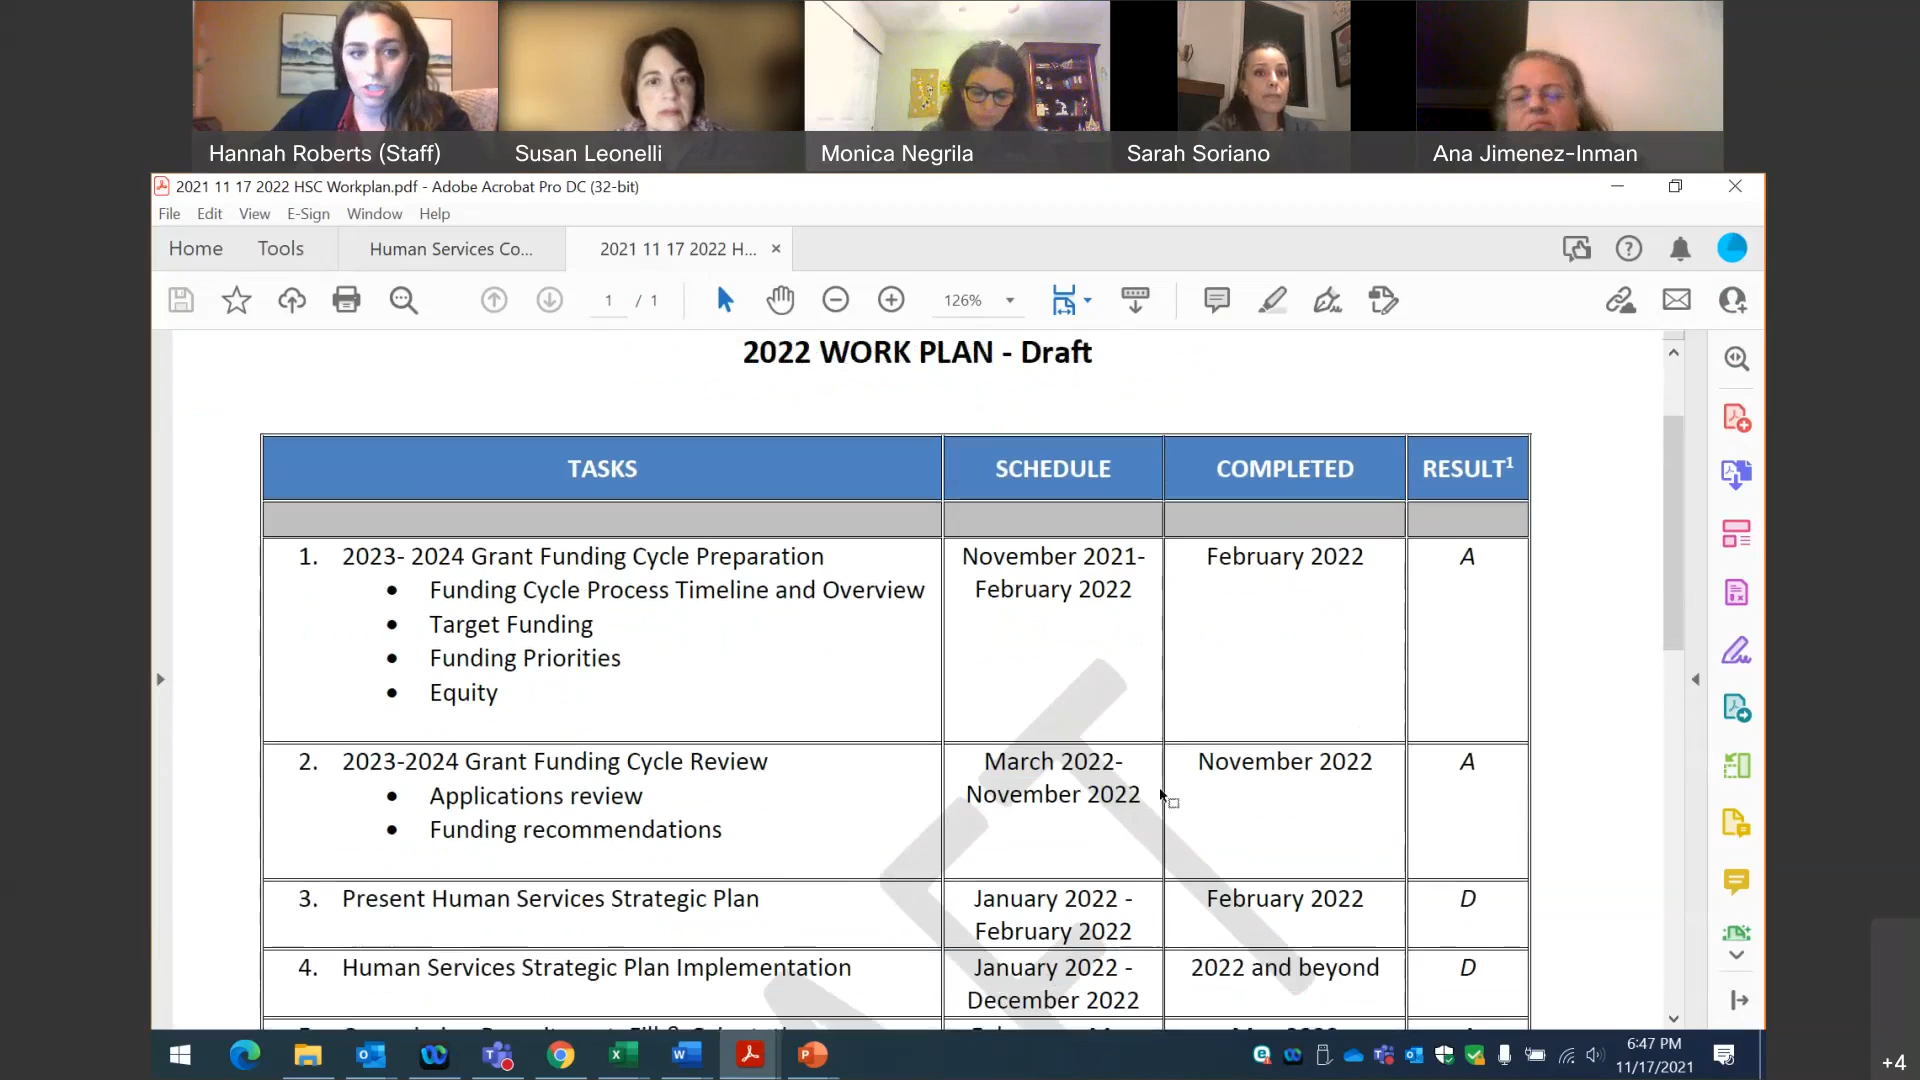 Hannah Roberts (Staff)
Susan Leonelli
Monica Negrila
Sarah Soriano
Ana Jimenez-Inman
2021 11 17 2022 HSC Workplan.pdf - Adobe Acrobat Pro DC (32-bit)
File Edit View E-Sign Window Help
Home Tools Human Services Co... 2021 11 17 2022 H... ×
1 / 1 126%
2022 WORK PLAN - Draft
TASKS SCHEDULE COMPLETED RESULT¹
1. 2023- 2024 Grant Funding Cycle Preparation
• Funding Cycle Process Timeline and Overview
• Target Funding
• Funding Priorities
• Equity
November 2021-
February 2022
February 2022
A
2. 2023-2024 Grant Funding Cycle Review
• Applications review
• Funding recommendations
March 2022-
November 2022
November 2022
A
3. Present Human Services Strategic Plan
January 2022 -
February 2022
February 2022
D
4. Human Services Strategic Plan Implementation
January 2022 -
December 2022
2022 and beyond
D
6:47 PM
11/17/2021
+4